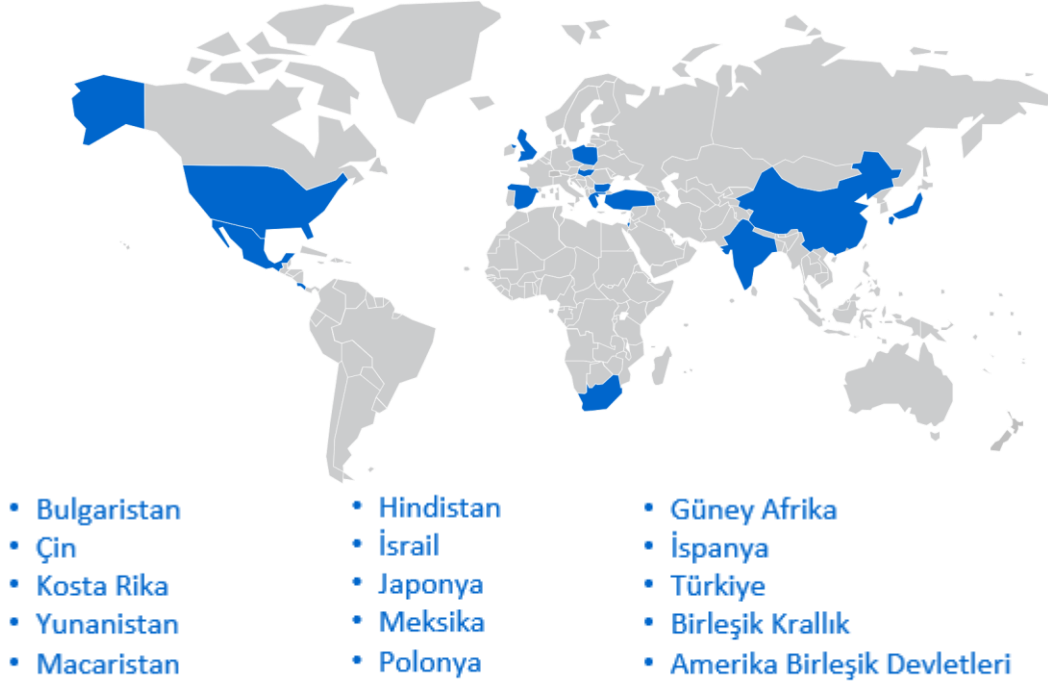 • Bulgaristan
• Çin
• Kosta Rika
• Yunanistan
• Macaristan
• Hindistan
• İsrail
• Japonya
• Meksika
• Polonya
• Güney Afrika
• İspanya
• Türkiye
• Birleşik Krallık
• Amerika Birleşik Devletleri